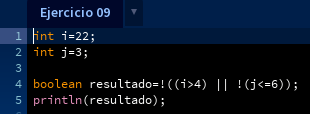 Ejercicio 09
1 int i=22;
2 int j=3;
3
4 boolean resultado=!((i>4) || !(j<=6));
5 println(resultado);